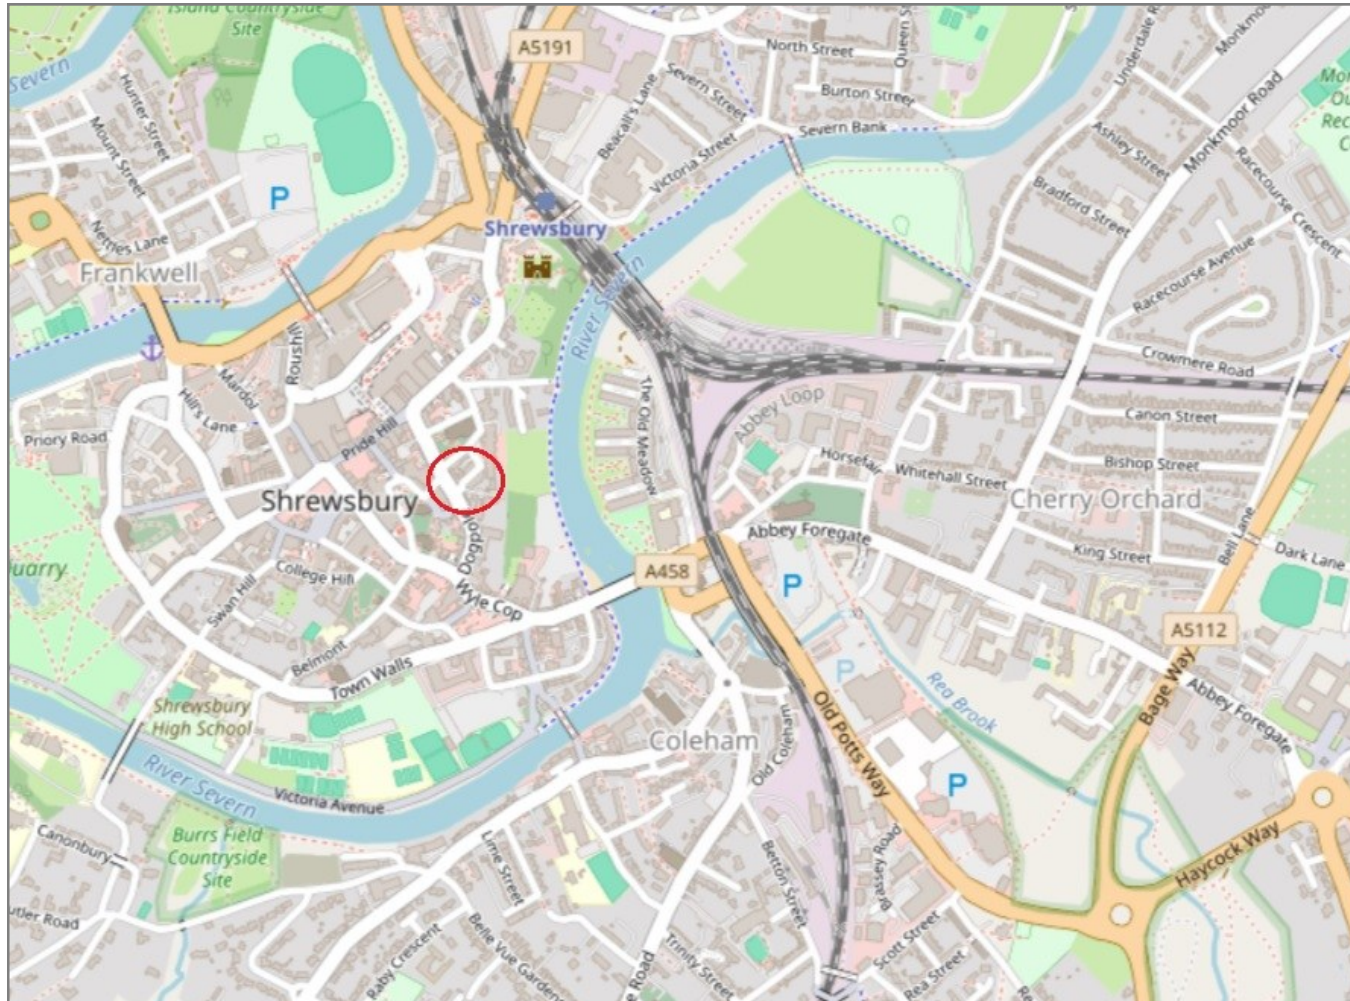 Island Countryside
Site
A5191
North Street
Queen St
Underdale R
Monkmoor
Severn
Hunter Street
Mount Street
P
Severn Street
Burton Street
Beacall's Lane
Severn Bank
Victoria Street
Monkmoor Road
Ashley Street
Bradford Street
Racecourse Crescent
Racecourse Avenue
Nettles Lane
Frankwell
Shrewsbury
River Severn
Roushill
Mardol
Hill's Lane
Priory Road
Pride Hill
The Old Meadow
Abbey Loop
Crowmere Road
Canon Street
Horsefair
Whitehall Street
Bishop Street
Shrewsbury
Cherry Orchard
Dogpole
Abbey Foregate
King Street
Bell Lane
Dark Lane
Quarry
College Hill
Swan Hill
Wyle Cop
A458
P
Belmont
Town Walls
P
A5112
Rea Brook
Bage Way
Abbey Foregate
Shrewsbury
High School
Coleham
Old Coleham
Old Potts Way
P
River Severn
Victoria Avenue
Canonbury
Burrs Field
Countryside
Site
Lime Street
Betton Street
Brassey Road
Haycock Way
utler Road
Raby Crescent
Belle Vue Gardens
e Road
Trinity Street
Scott Street
Rea Street